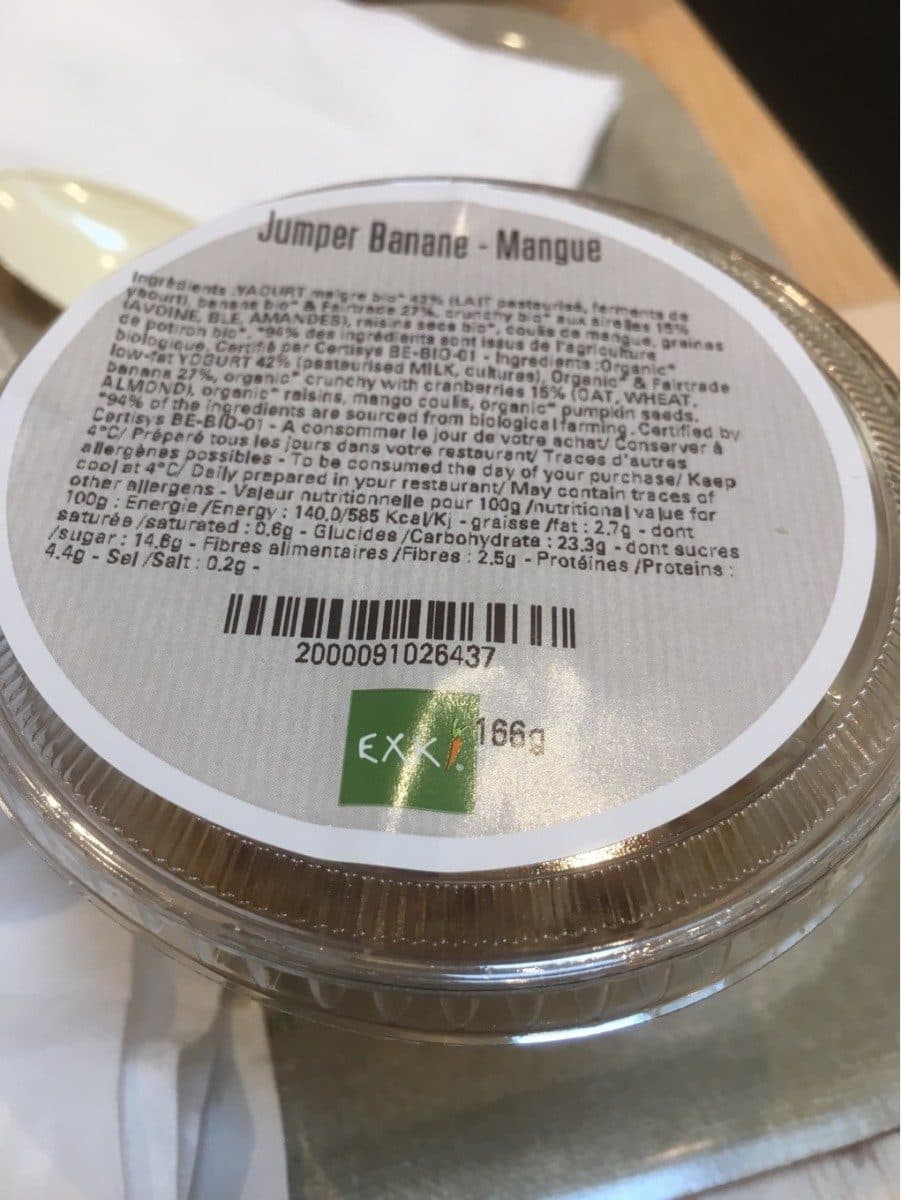 Jumper Banane - Mangue
Ingrédients :YAOURT maigre bio* 42% (LAIT pasteurisé, ferments de
yaourt), banane bio* & Fairtrade 27%, crunchy bio* aux airelles 15%
(AVOINE, BLE, AMANDES), raisins secs bio*, coulis de mangue, graines
de potiron bio*. *94% des ingrédients sont issus de l'agriculture
biologique. Certifié par Certisys BE-BIO-01 - Ingredients :Organic*
low-fat YOGURT 42% (pasteurised MILK, cultures), Organic* & Fairtrade
banana 27%, organic* crunchy with cranberries 15% (OAT, WHEAT,
ALMOND), organic* raisins, mango coulis, organic* pumpkin seeds.
*94% of the ingredients are sourced from biological farming. Certified by
Certisys BE-BIO-01 - A consommer le jour de votre achat/ Conserver à
4°C/ Préparé tous les jours dans votre restaurant/ Traces d'autres
allergènes possibles - To be consumed the day of your purchase/ Keep
cool at 4°C/ Daily prepared in your restaurant/ May contain traces of
other allergens - Valeur nutritionnelle pour 100g /nutritional value for
100g : Energie /Energy : 140,0/585 Kcal/Kj - graisse /fat : 2,7g - dont
saturée /saturated : 0,6g - Glucides /Carbohydrate : 23,3g - dont sucres
/sugar : 14,6g - Fibres alimentaires /Fibres : 2,5g - Protéines /Proteins :
4,4g - Sel /Salt : 0,2g -
2000091026437
EXKi
166g